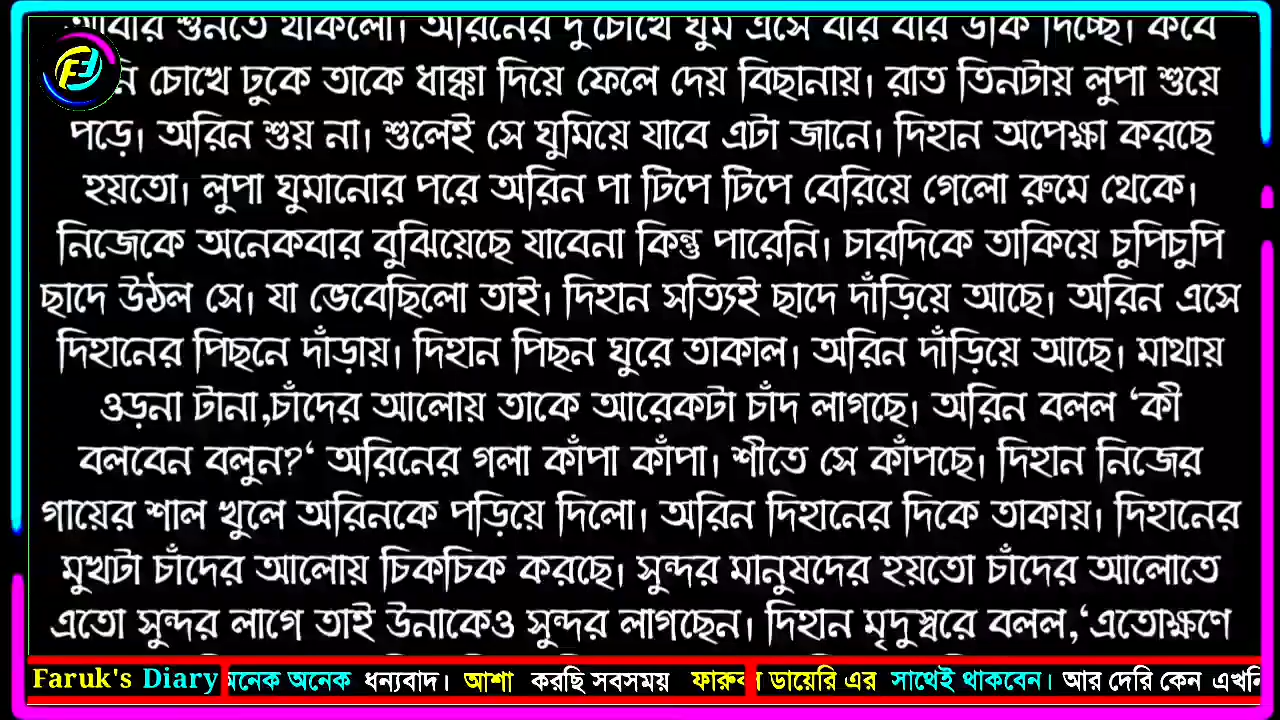 আবার শুনতে থাকলো। অরিনের দু চোখে ঘুম এসে বার বার ডাক দিচ্ছে। কবে
চোখে ঢুকে তাকে ধাক্কা দিয়ে ফেলে দেয় বিছানায়। রাত তিনটায় লুপা শুয়ে
পড়ে। অরিন শুয় না। শুলেই সে ঘুমিয়ে যাবে এটা জানে। দিহান অপেক্ষা করছে
হয়তো। লুপা ঘুমানোর পরে অরিন পা টিপে টিপে বেরিয়ে গেলো রুমে থেকে।
নিজেকে অনেকবার বুঝিয়েছে যাবেনা কিন্তু পারেনি। চারদিকে তাকিয়ে চুপিচুপি
ছাদে উঠল সে। যা ভেবেছিলো তাই। দিহান সত্যিই ছাদে দাঁড়িয়ে আছে। অরিন এসে
দিহানের পিছনে দাঁড়ায়। দিহান পিছন ঘুরে তাকাল। অরিন দাঁড়িয়ে আছে। মাথায়
ওড়না টানা,চাঁদের আলোয় তাকে আরেকটা চাঁদ লাগছে। অরিন বলল ‘কী
বলবেন বলুন?‘ অরিনের গলা কাঁপা কাঁপা। শীতে সে কাঁপছে। দিহান নিজের
গায়ের শাল খুলে অরিনকে পড়িয়ে দিলো। অরিন দিহানের দিকে তাকায়। দিহানের
মুখটা চাঁদের আলোয় চিকচিক করছে। সুন্দর মানুষদের হয়তো চাঁদের আলোতে
এতো সুন্দর লাগে তাই উনাকেও সুন্দর লাগছেন। দিহান মৃদুস্বরে বলল,‘এতোক্ষণে
Faruk's Diary অনেক অনেক ধন্যবাদ। আশা করছি সবসময় ফারুক ডায়েরি এর সাথেই থাকবেন। আর দেরি কেন এখনি